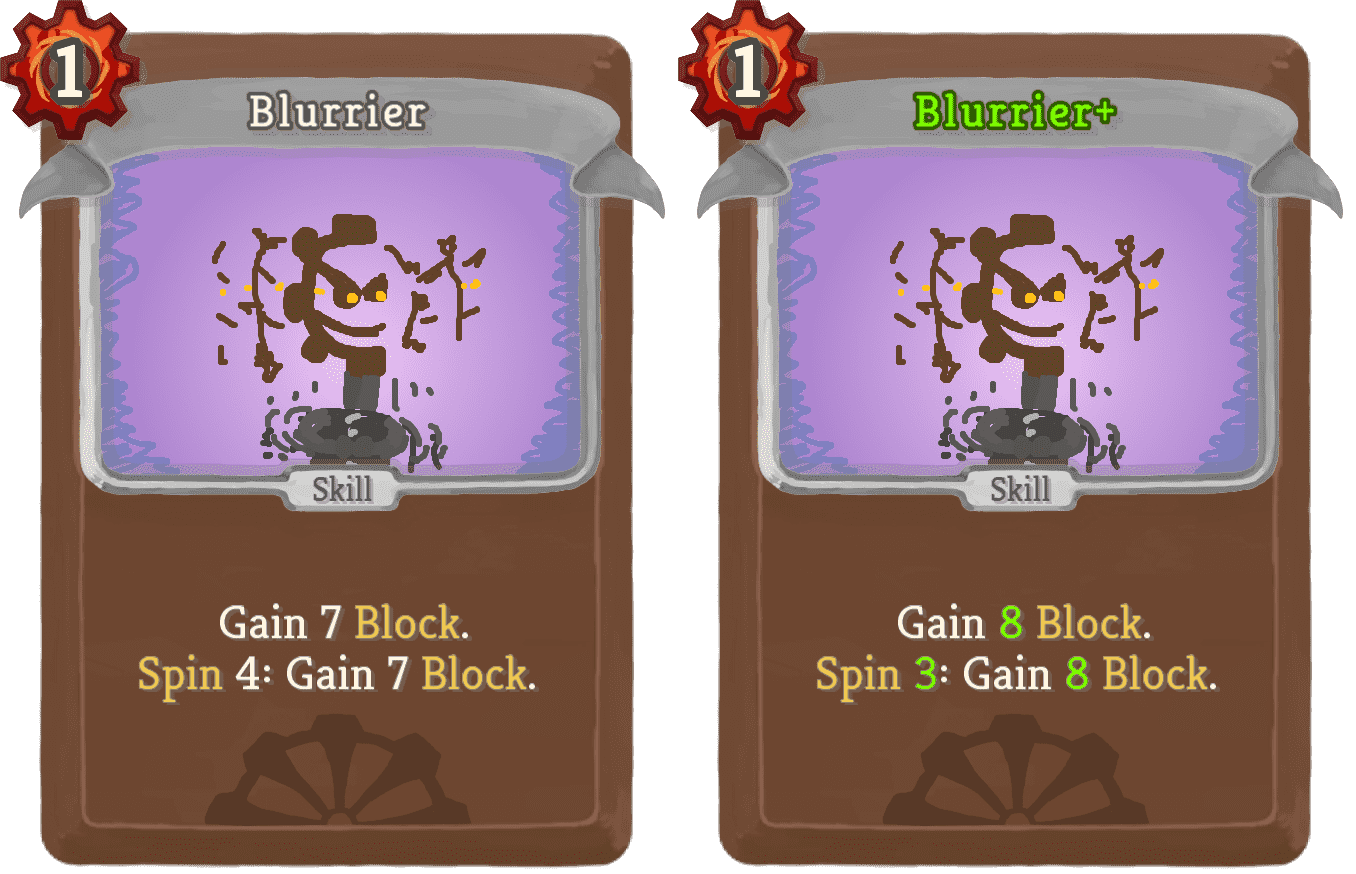 1
Blurrier
Skill
Gain 7 Block.
Spin 4: Gain 7 Block.
1
Blurrier+
Skill
Gain 8 Block.
Spin 3: Gain 8 Block.